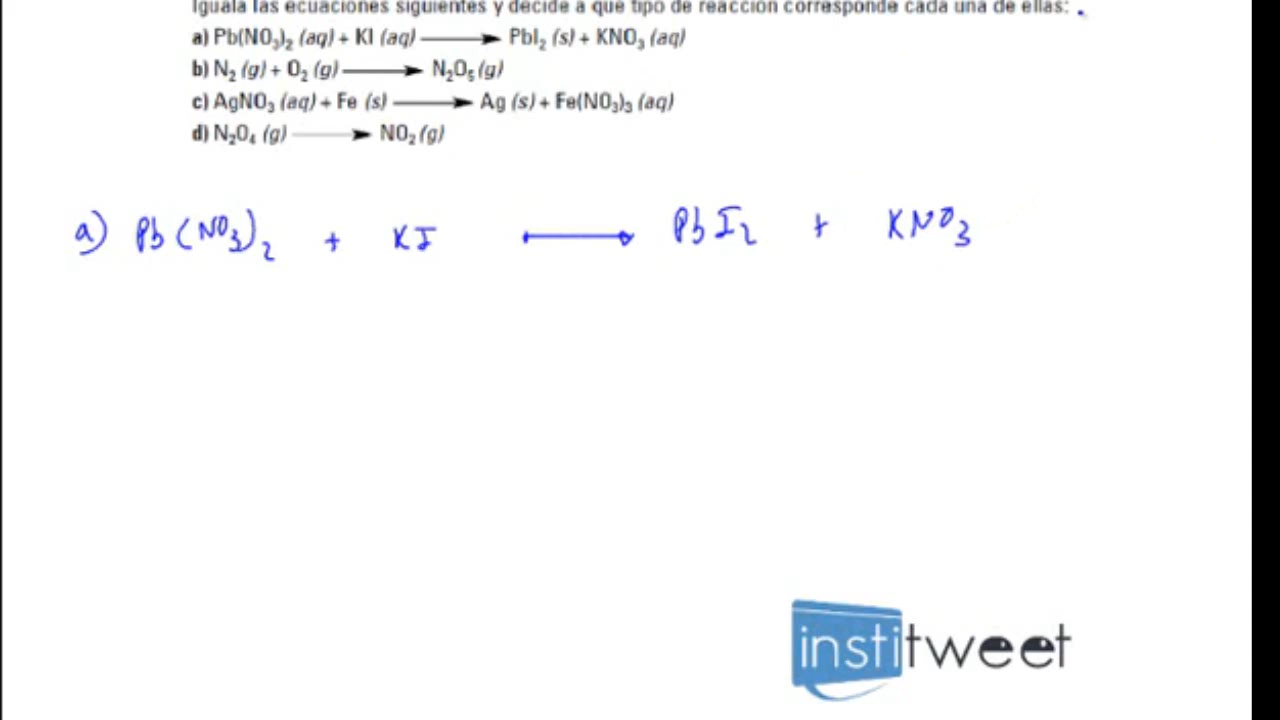 Iguala las ecuaciones siguientes y decide a qué tipo de reacción corresponde cada una de ellas:
a) Pb(NO₃)₂ (aq) + KI (aq) ⟶ PbI₂ (s) + KNO₃ (aq)
b) N₂ (g) + O₂ (g) ⟶ N₂O₅ (g)
c) AgNO₃ (aq) + Fe (s) ⟶ Ag (s) + Fe(NO₃)₃ (aq)
d) N₂O₄ (g) ⟶ NO₂ (g)
a) Pb(NO₃)₂ + KI ⟶ PbI₂ + KNO₃
institweet